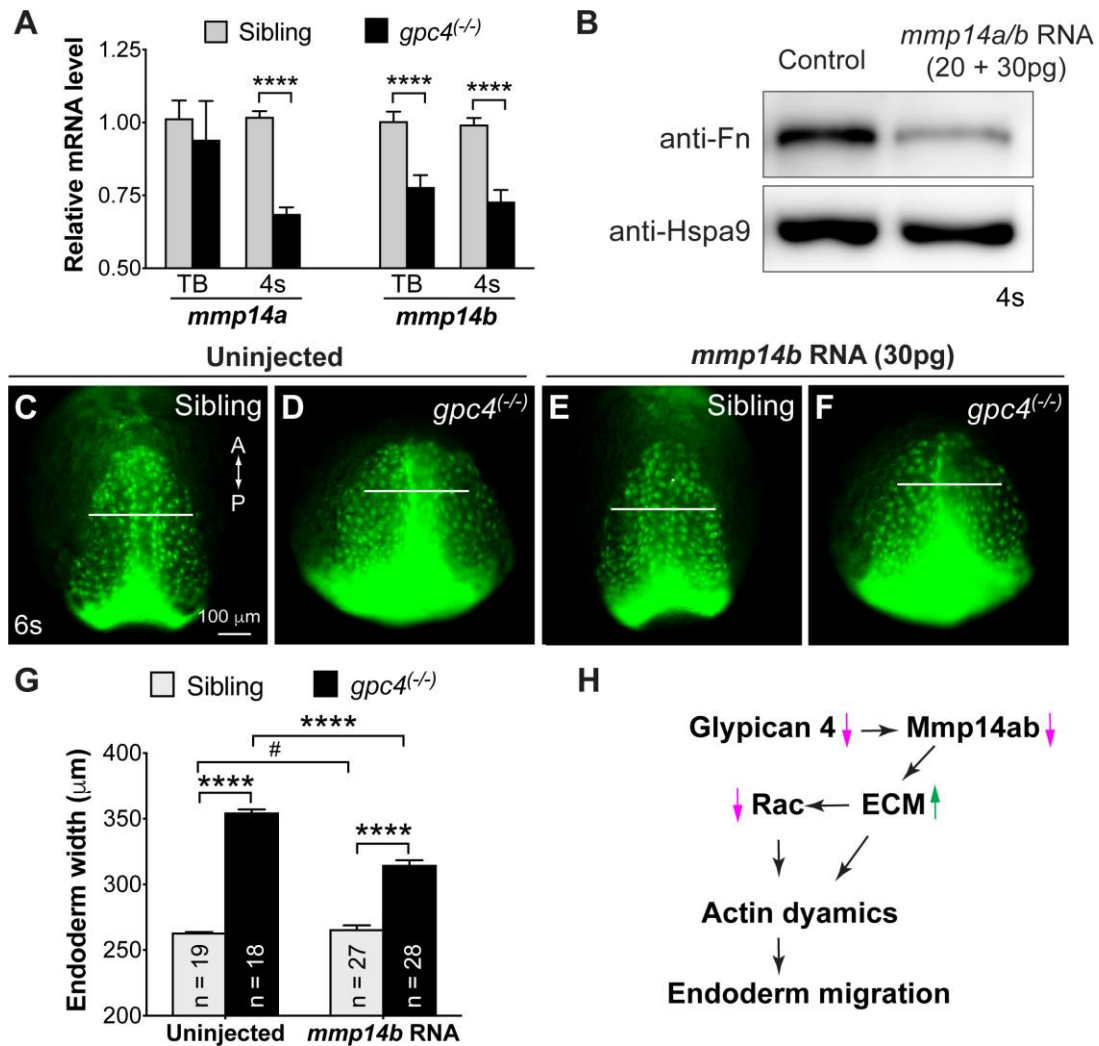 A
Sibling
gpc4(-/-)
Relative mRNA level
1.25
1.00
0.75
0.50
****
****
****
TB
4s
TB
4s
mmp14a
mmp14b
B
Control
mmp14a/b RNA
(20 + 30pg)
anti-Fn
anti-Hspa9
4s
Uninjected
mmp14b RNA (30pg)
C
Sibling
A
P
6s
100 μm
D
gpc4(-/-)
E
Sibling
F
gpc4(-/-)
G
Sibling
gpc4(-/-)
Endoderm width (μm)
400
350
300
250
200
****
#
****
****
n = 19
n = 18
n = 27
n = 28
Uninjected
mmp14b RNA
H
Glypican 4
Mmp14ab
Rac
ECM
Actin dyamics
Endoderm migration